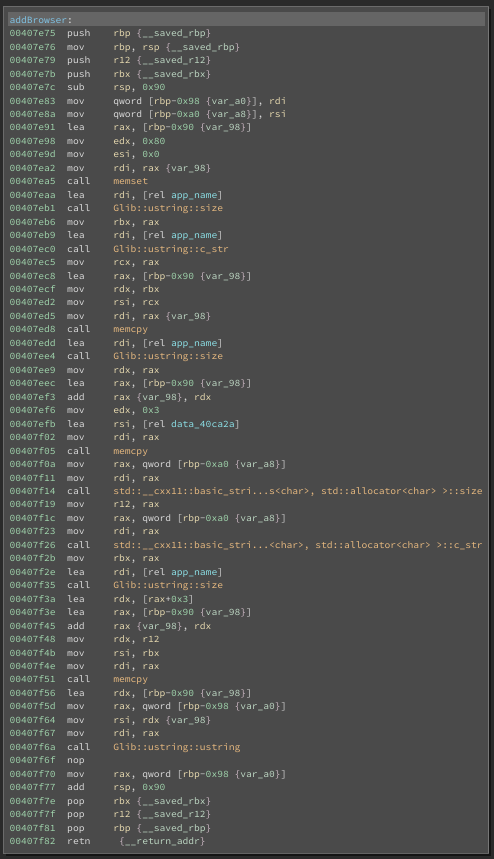 addBrowser:
00407e75 push rbp {__saved_rbp}
00407e76 mov rbp, rsp {__saved_rbp}
00407e79 push r12 {__saved_r12}
00407e7b push rbx {__saved_rbx}
00407e7c sub rsp, 0x90
00407e83 mov qword [rbp-0x98 {var_a0}], rdi
00407e8a mov qword [rbp-0xa0 {var_a8}], rsi
00407e91 lea rax, [rbp-0x90 {var_98}]
00407e98 mov edx, 0x80
00407e9d mov esi, 0x0
00407ea2 mov rdi, rax {var_98}
00407ea5 call memset
00407eaa lea rdi, [rel app_name]
00407eb1 call Glib::ustring::size
00407eb6 mov rbx, rax
00407eb9 lea rdi, [rel app_name]
00407ec0 call Glib::ustring::c_str
00407ec5 mov rcx, rax
00407ec8 lea rax, [rbp-0x90 {var_98}]
00407ecf mov rdx, rbx
00407ed2 mov rsi, rcx
00407ed5 mov rdi, rax {var_98}
00407ed8 call memcpy
00407edd lea rdi, [rel app_name]
00407ee4 call Glib::ustring::size
00407ee9 mov rdx, rax
00407eec lea rax, [rbp-0x90 {var_98}]
00407ef3 add rax {var_98}, rdx
00407ef6 mov edx, 0x3
00407efb lea rsi, [rel data_40ca2a]
00407f02 mov rdi, rax
00407f05 call memcpy
00407f0a mov rax, qword [rbp-0xa0 {var_a8}]
00407f11 mov rdi, rax
00407f14 call std::__cxx11::basic_stri...s<char>, std::allocator<char> >::size
00407f19 mov r12, rax
00407f1c mov rax, qword [rbp-0xa0 {var_a8}]
00407f23 mov rdi, rax
00407f26 call std::__cxx11::basic_stri...<char>, std::allocator<char> >::c_str
00407f2b mov rbx, rax
00407f2e lea rdi, [rel app_name]
00407f35 call Glib::ustring::size
00407f3a lea rdx, [rax+0x3]
00407f3e lea rax, [rbp-0x90 {var_98}]
00407f45 add rax {var_98}, rdx
00407f48 mov rdx, r12
00407f4b mov rsi, rbx
00407f4e mov rdi, rax
00407f51 call memcpy
00407f56 lea rdx, [rbp-0x90 {var_98}]
00407f5d mov rax, qword [rbp-0x98 {var_a0}]
00407f64 mov rsi, rdx {var_98}
00407f67 mov rdi, rax
00407f6a call Glib::ustring::ustring
00407f6f nop
00407f70 mov rax, qword [rbp-0x98 {var_a0}]
00407f77 add rsp, 0x90
00407f7e pop rbx {__saved_rbx}
00407f7f pop r12 {__saved_r12}
00407f81 pop rbp {__saved_rbp}
00407f82 retn {__return_addr}